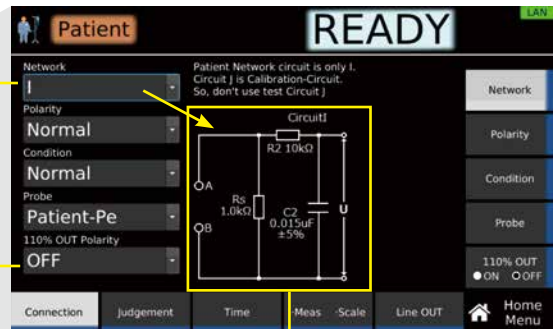 LAN
Patient
READY
Network
I
Patient Network circuit is only I.
Circuit J is Calibration-Circuit.
So, don't use test Circuit J
Polarity
Normal
Condition
Normal
Probe
Patient-Pe
110% OUT Polarity
OFF
CircuitI
R2 10kΩ
A
Rs
1.0kΩ
B
C2
0.015uF
±5%
U
Network
Polarity
Condition
Probe
110% OUT
ON OFF
Connection
Judgement
Time
·Meas ·Scale
Line OUT
Home
Menu